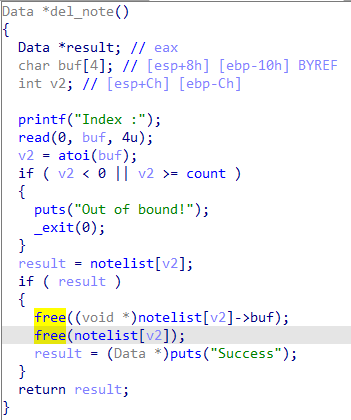 Data *del_note()
{
  Data *result; // eax
  char buf[4]; // [esp+8h] [ebp-10h] BYREF
  int v2; // [esp+Ch] [ebp-Ch]

  printf("Index :");
  read(0, buf, 4u);
  v2 = atoi(buf);
  if ( v2 < 0 || v2 >= count )
  {
    puts("Out of bound!");
    _exit(0);
  }
  result = notelist[v2];
  if ( result )
  {
    free((void *)notelist[v2]->buf);
    free(notelist[v2]);
    result = (Data *)puts("Success");
  }
  return result;
}